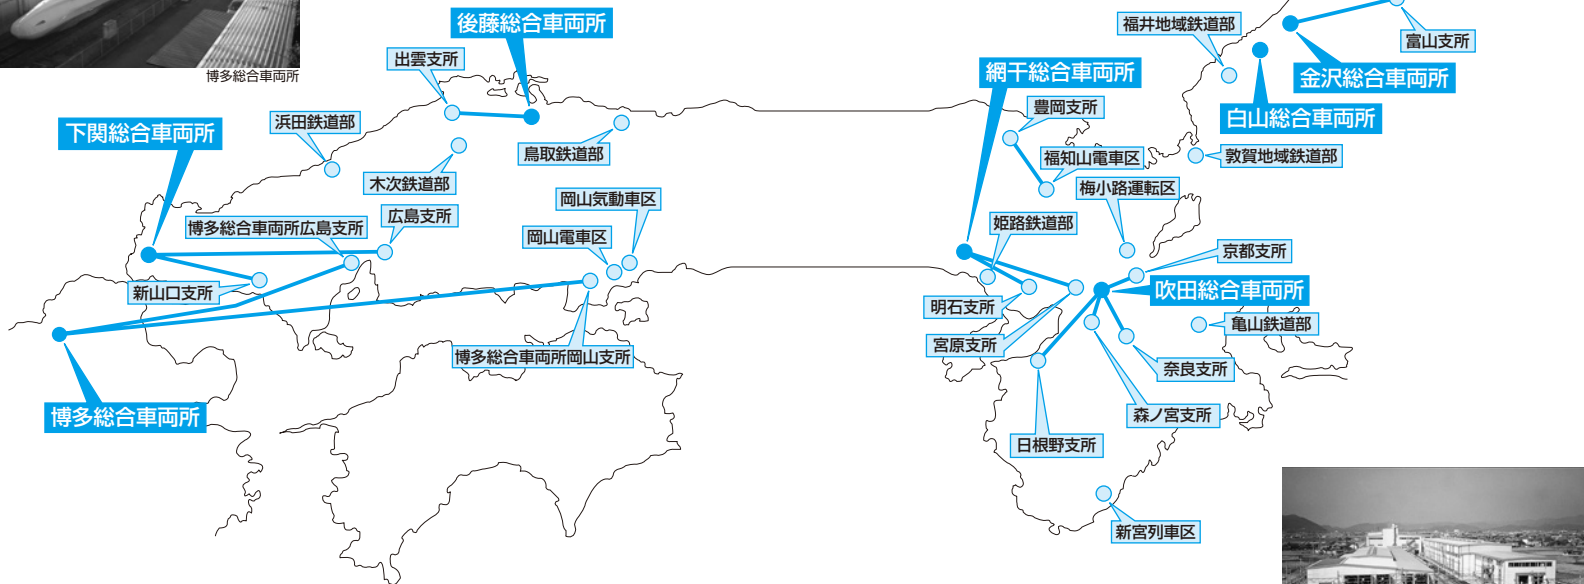 博多総合車両所
後藤総合車両所
出雲支所
下関総合車両所
浜田鉄道部
木次鉄道部
鳥取鉄道部
岡山気動車区
広島支所
博多総合車両所広島支所
岡山電車区
新山口支所
博多総合車両所岡山支所
博多総合車両所
福井地域鉄道部
富山支所
金沢総合車両所
白山総合車両所
網干総合車両所
豊岡支所
福知山電車区
敦賀地域鉄道部
梅小路運転区
姫路鉄道部
京都支所
吹田総合車両所
明石支所
亀山鉄道部
宮原支所
奈良支所
森ノ宮支所
日根野支所
新宮列車区